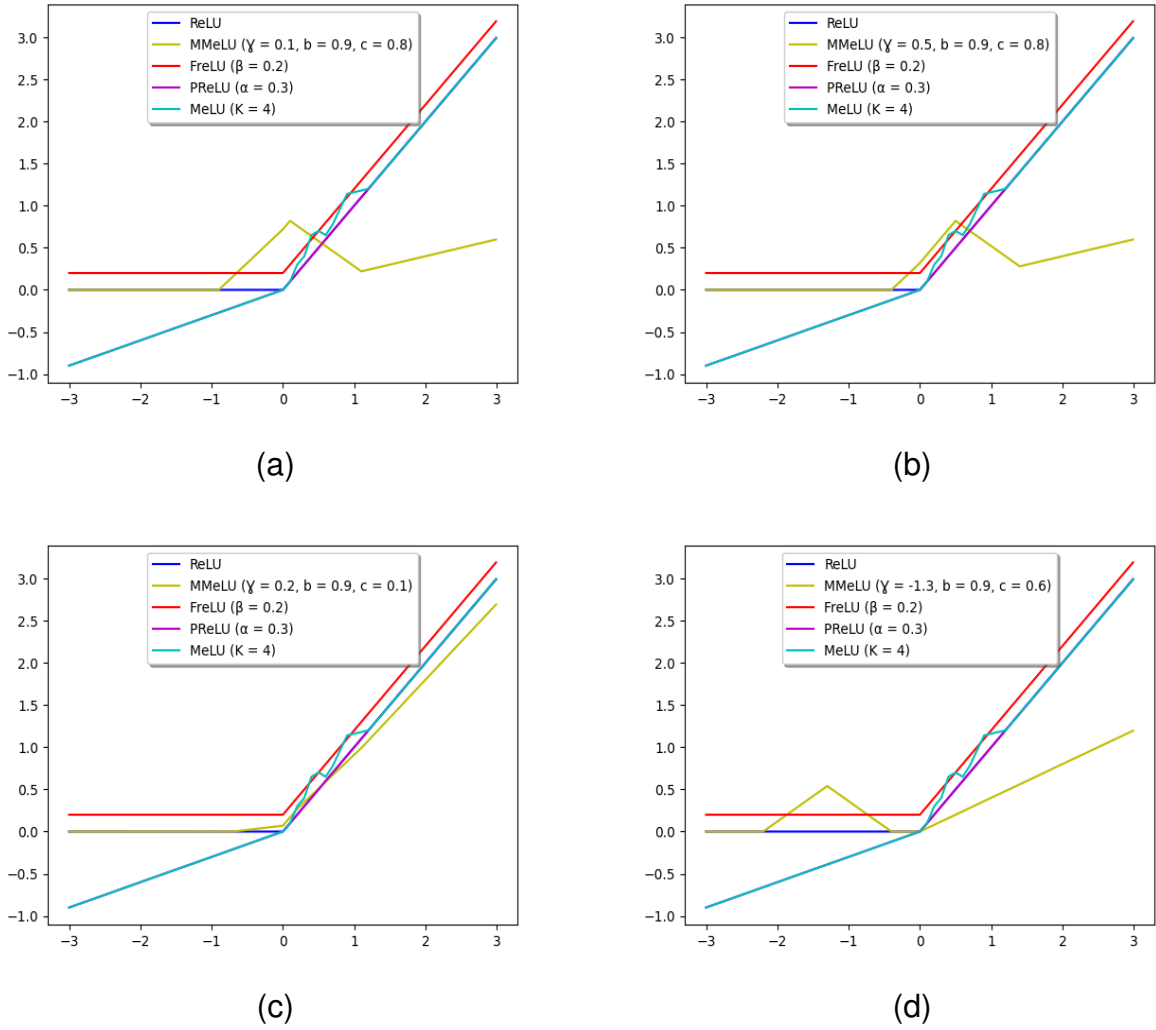 3.0
2.5
2.0
1.5
1.0
0.5
0.0
−0.5
−1.0
−3 −2 −1 0 1 2 3
ReLU
MMeLU (Ɣ = 0.1, b = 0.9, c = 0.8)
FreLU (β = 0.2)
PReLU (α = 0.3)
MeLU (K = 4)
(a)
3.0
2.5
2.0
1.5
1.0
0.5
0.0
−0.5
−1.0
−3 −2 −1 0 1 2 3
ReLU
MMeLU (Ɣ = 0.5, b = 0.9, c = 0.8)
FreLU (β = 0.2)
PReLU (α = 0.3)
MeLU (K = 4)
(b)
3.0
2.5
2.0
1.5
1.0
0.5
0.0
−0.5
−1.0
−3 −2 −1 0 1 2 3
ReLU
MMeLU (Ɣ = 0.2, b = 0.9, c = 0.1)
FreLU (β = 0.2)
PReLU (α = 0.3)
MeLU (K = 4)
(c)
3.0
2.5
2.0
1.5
1.0
0.5
0.0
−0.5
−1.0
−3 −2 −1 0 1 2 3
ReLU
MMeLU (Ɣ = -1.3, b = 0.9, c = 0.6)
FreLU (β = 0.2)
PReLU (α = 0.3)
MeLU (K = 4)
(d)